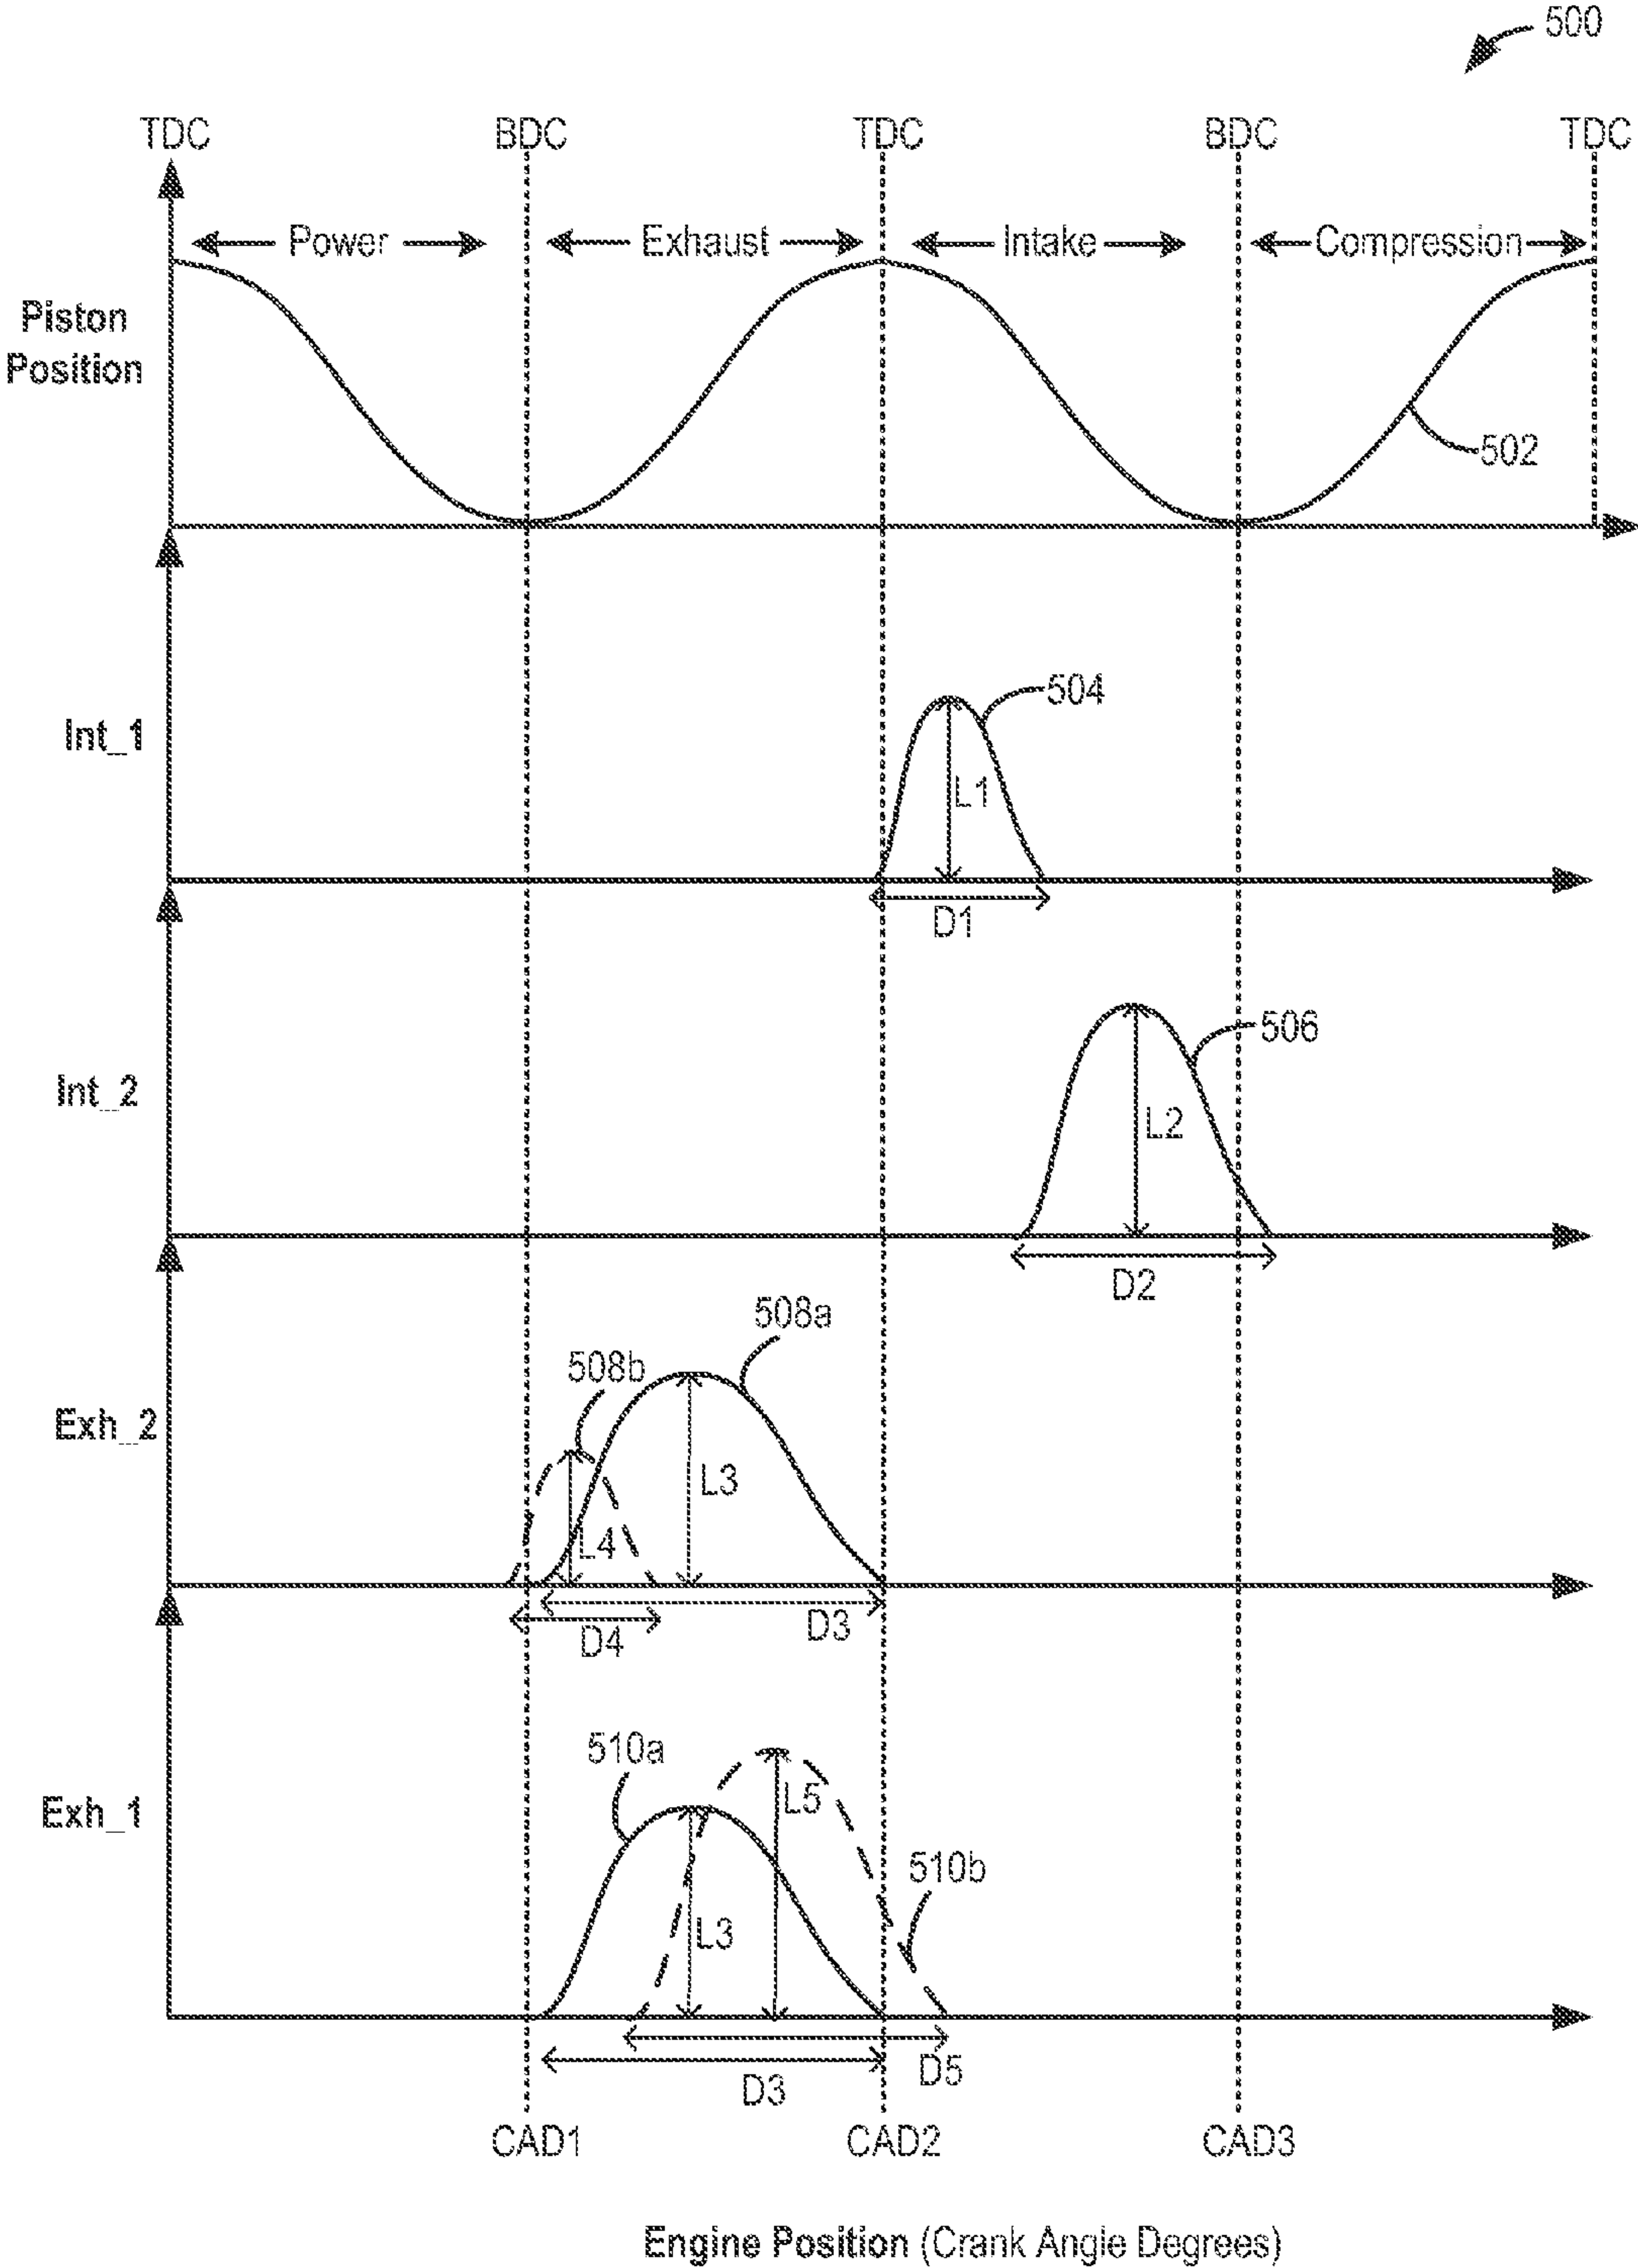 500
TDC BDC TDC BDC TDC
Power Exhaust Intake Compression
Piston
Position
502
504
Int_1
L1
D1
506
Int_2
L2
D2
508a
508b
Exh_2
L3
L4
D3
D4
510a
Exh_1
L5
510b
L3
D5
D3
CAD1 CAD2 CAD3
Engine Position (Crank Angle Degrees)